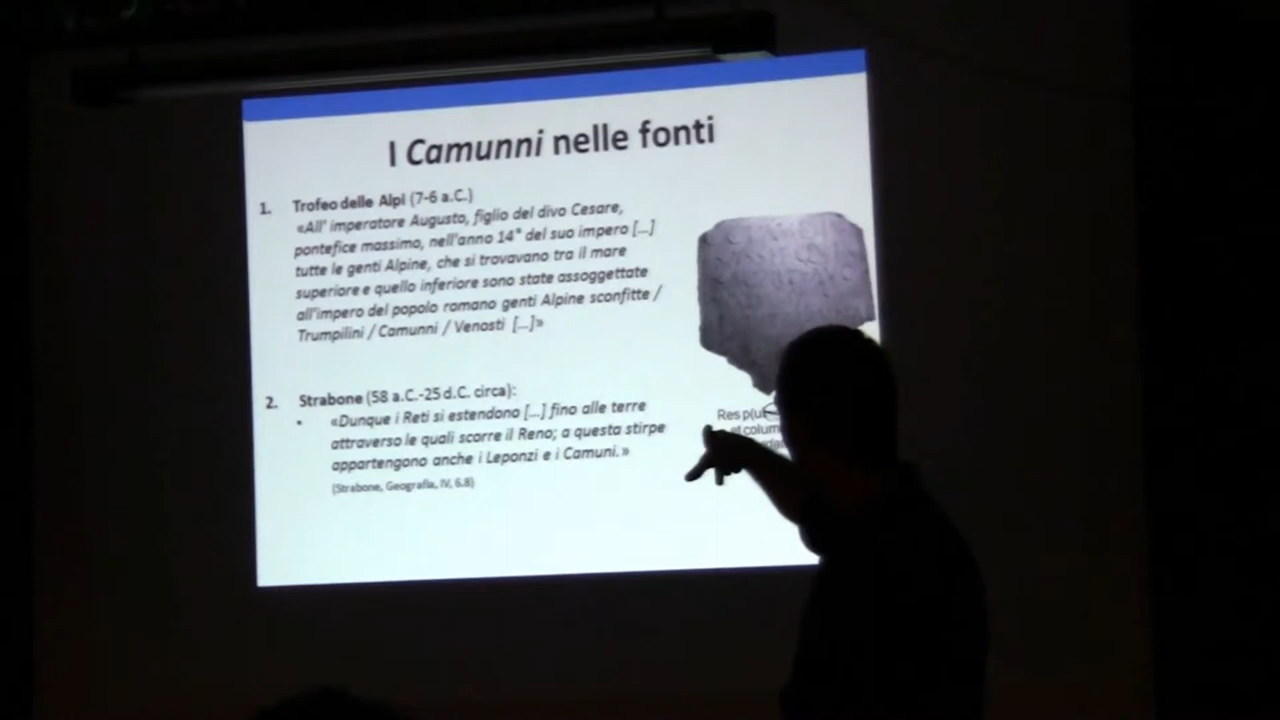 I Camunni nelle fonti
1. Trofeo delle Alpi (7-6 a.C.)
«All' imperatore Augusto, figlio del divo Cesare,
pontefice massimo, nell'anno 14° del suo impero [...]
tutte le genti Alpine, che si trovavano tra il mare
superiore e quello inferiore sono state assoggettate
all'impero del popolo romano genti Alpine sconfitte /
Trumpilini / Camunni / Venosti [...]»
2. Strabone (58 a.C.-25 d.C. circa):
• «Dunque i Reti si estendono [...] fino alle terre
attraverso le quali scorre il Reno; a questa stirpe
appartengono anche i Leponzi e i Camuni.»
(Strabone, Geografia, IV, 6.8)
Res